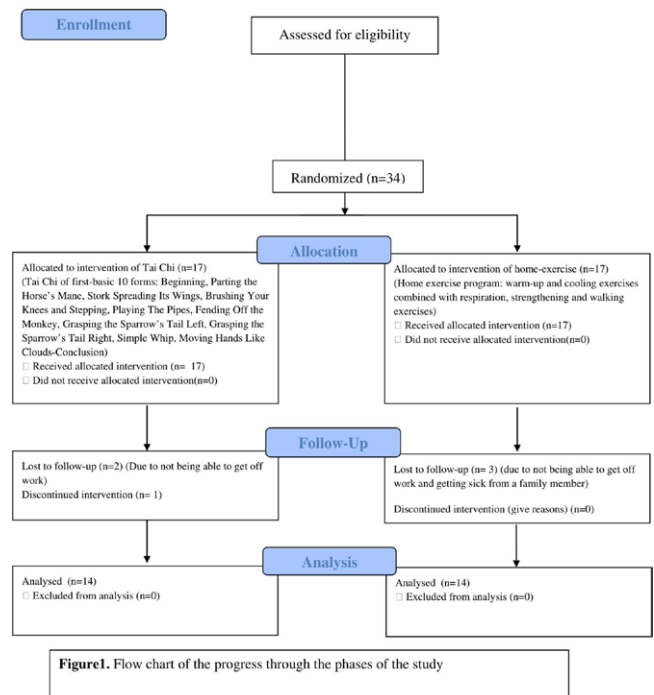 Enrollment
Assessed for eligibility
Randomized (n=34)
Allocation
Allocated to intervention of Tai Chi (n=17)
(Tai Chi of first-basic 10 forms: Beginning, Parting the
Horse's Mane, Stork Spreading Its Wings, Brushing Your
Knees and Stepping, Playing The Pipes, Fending Off the
Monkey, Grasping the Sparrow's Tail Left, Grasping the
Sparrow's Tail Right, Simple Whip, Moving Hands Like
Clouds-Conclusion)
□ Received allocated intervention (n= 17)
□ Did not receive allocated intervention(n=0)
Allocated to intervention of home-exercise (n=17)
(Home exercise program: warm-up and cooling exercises
combined with respiration, strengthening and walking
exercises)
□ Received allocated intervention (n=17)
□ Did not receive allocated intervention(n=0)
Follow-Up
Lost to follow-up (n=2) (Due to not being able to get off
work)
Discontinued intervention (n= 1)
Lost to follow-up (n= 3) (due to not being able to get off
work and getting sick from a family member)
Discontinued intervention (give reasons) (n=0)
Analysis
Analysed (n=14)
□ Excluded from analysis (n=0)
Analysed (n=14)
□ Excluded from analysis (n=0)
Figure1. Flow chart of the progress through the phases of the study